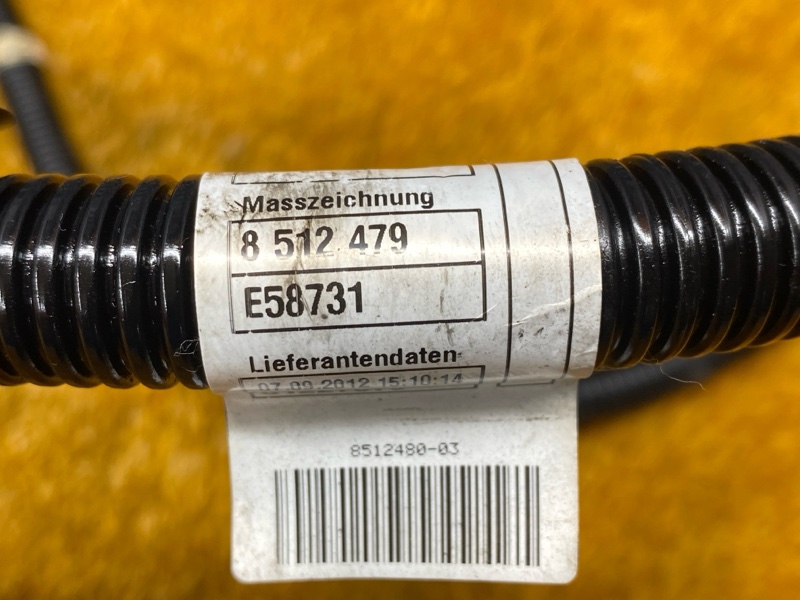 Masszeichnung
8 512 479
E58731
Lieferantendaten
07.09.2012 15:10:14
8512480-03